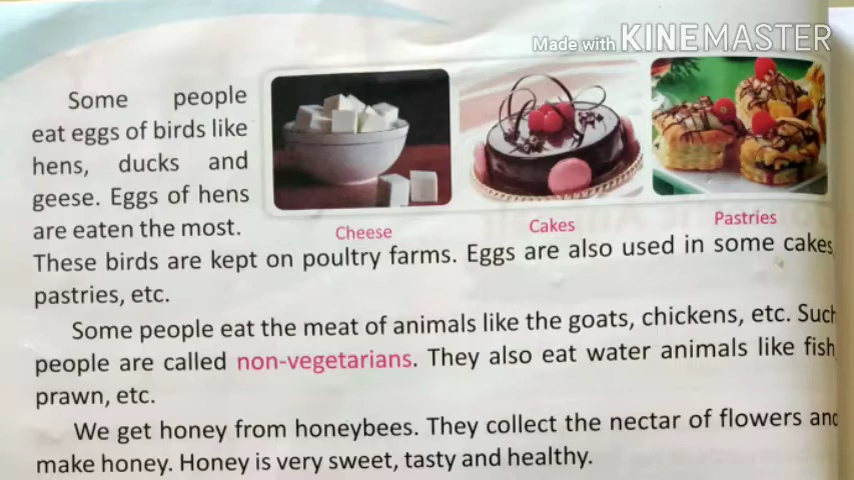 Made with KINEMASTER
Some people
eat eggs of birds like
hens, ducks and
geese. Eggs of hens
are eaten the most.
Cheese
Cakes
Pastries
These birds are kept on poultry farms. Eggs are also used in some cakes,
pastries, etc.
Some people eat the meat of animals like the goats, chickens, etc. Such
people are called non-vegetarians. They also eat water animals like fish,
prawn, etc.
We get honey from honeybees. They collect the nectar of flowers and
make honey. Honey is very sweet, tasty and healthy.